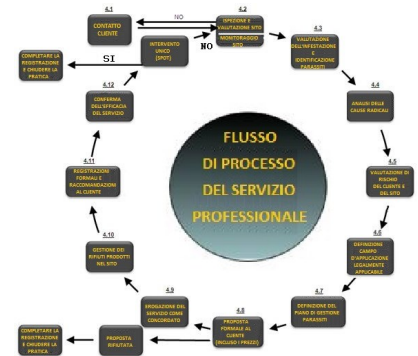 4.1
CONTATTO
CLIENTE
NO
4.2
ISPEZIONE E
VALUTAZIONE SITO
MONITORAGGIO
SITO
4.3
VALUTAZIONE
DELL'INFESTAZIONE
E
IDENTIFICAZIONE
PARASSITI
4.4
ANALISI DELLE
CAUSE RADICALI
4.5
VALUTAZIONE DI
RISCHIO
DEL CLIENTE E
DEL SITO
4.6
DEFINIZIONE
CAMPO
D'APPLICAZIONE
LEGALMENTE
APPLICABILE
4.7
DEFINIZIONE DEL
PIANO DI GESTIONE
PARASSITI
4.8
PROPOSTA
FORMALE AL
CLIENTE
(INCLUSO I PREZZI)
PROPOSTA
RIFIUTATA
COMPLETARE LA
REGISTRAZIONE
E CHIUDERE LA
PRATICA
4.9
EROGAZIONE DEL
SERVIZIO COME
CONCORDATO
4.10
GESTIONE DEI
RIFIUTI PRODOTTI
NEL SITO
4.11
REGISTRAZIONI
FORMALI E
RACCOMANDAZIONI
AL CLIENTE
4.12
CONFERMA
DELL'EFFICACIA
DEL SERVIZIO
INTERVENTO
UNICO
(SPOT)
NO
SI
COMPLETARE LA
REGISTRAZIONE
E CHIUDERE LA
PRATICA
FLUSSO
DI PROCESSO
DEL SERVIZIO
PROFESSIONALE